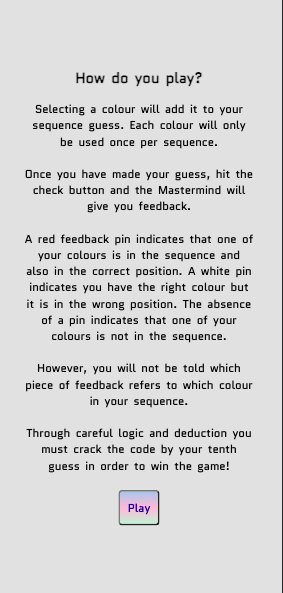 How do you play?
Selecting a colour will add it to your
sequence guess. Each colour will only
be used once per sequence.
Once you have made your guess, hit the
check button and the Mastermind will
give you feedback.
A red feedback pin indicates that one of
your colours is in the sequence and
also in the correct position. A white pin
indicates you have the right colour but
it is in the wrong position. The absence
of a pin indicates that one of your
colours is not in the sequence.
However, you will not be told which
piece of feedback refers to which colour
in your sequence.
Through careful logic and deduction you
must crack the code by your tenth
guess in order to win the game!
Play